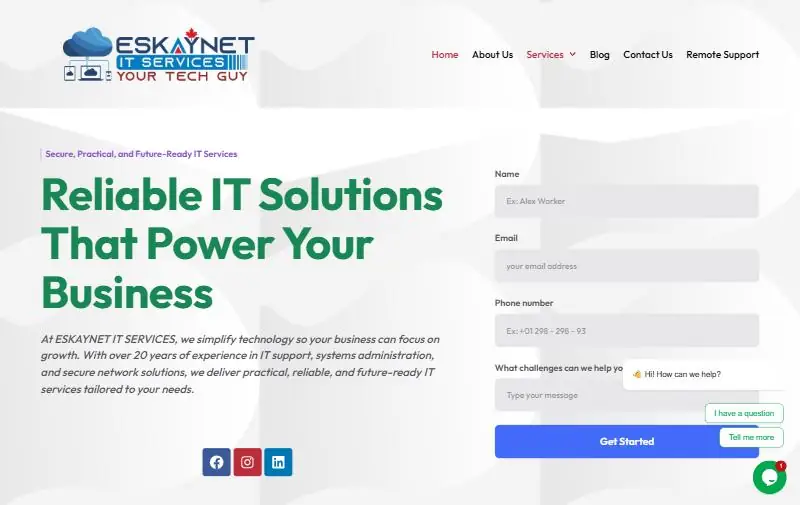 ESKAYNET
IT SERVICES
YOUR TECH GUY
Home About Us Services Blog Contact Us Remote Support
Secure, Practical, and Future-Ready IT Services
Reliable IT Solutions
That Power Your
Business
At ESKAYNET IT SERVICES, we simplify technology so your business can focus on
growth. With over 20 years of experience in IT support, systems administration,
and secure network solutions, we deliver practical, reliable, and future-ready IT
services tailored to your needs.
Name
Ex: Alex Worker
Email
your email address
Phone number
Ex: +01 298 - 298 - 93
What challenges can we help yo
Type your message
Get Started
👋 Hi! How can we help?
I have a question
Tell me more
1